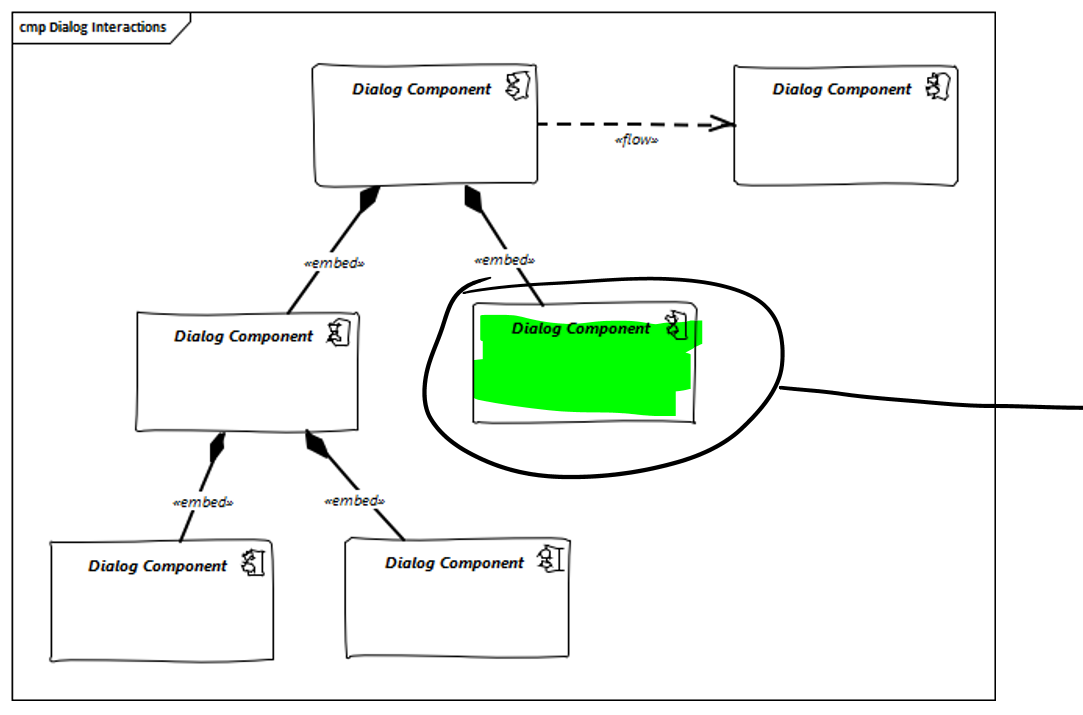 cmp Dialog Interactions
Dialog Component
Dialog Component
«flow»
«embed»
«embed»
Dialog Component
Dialog Component
«embed»
«embed»
Dialog Component
Dialog Component